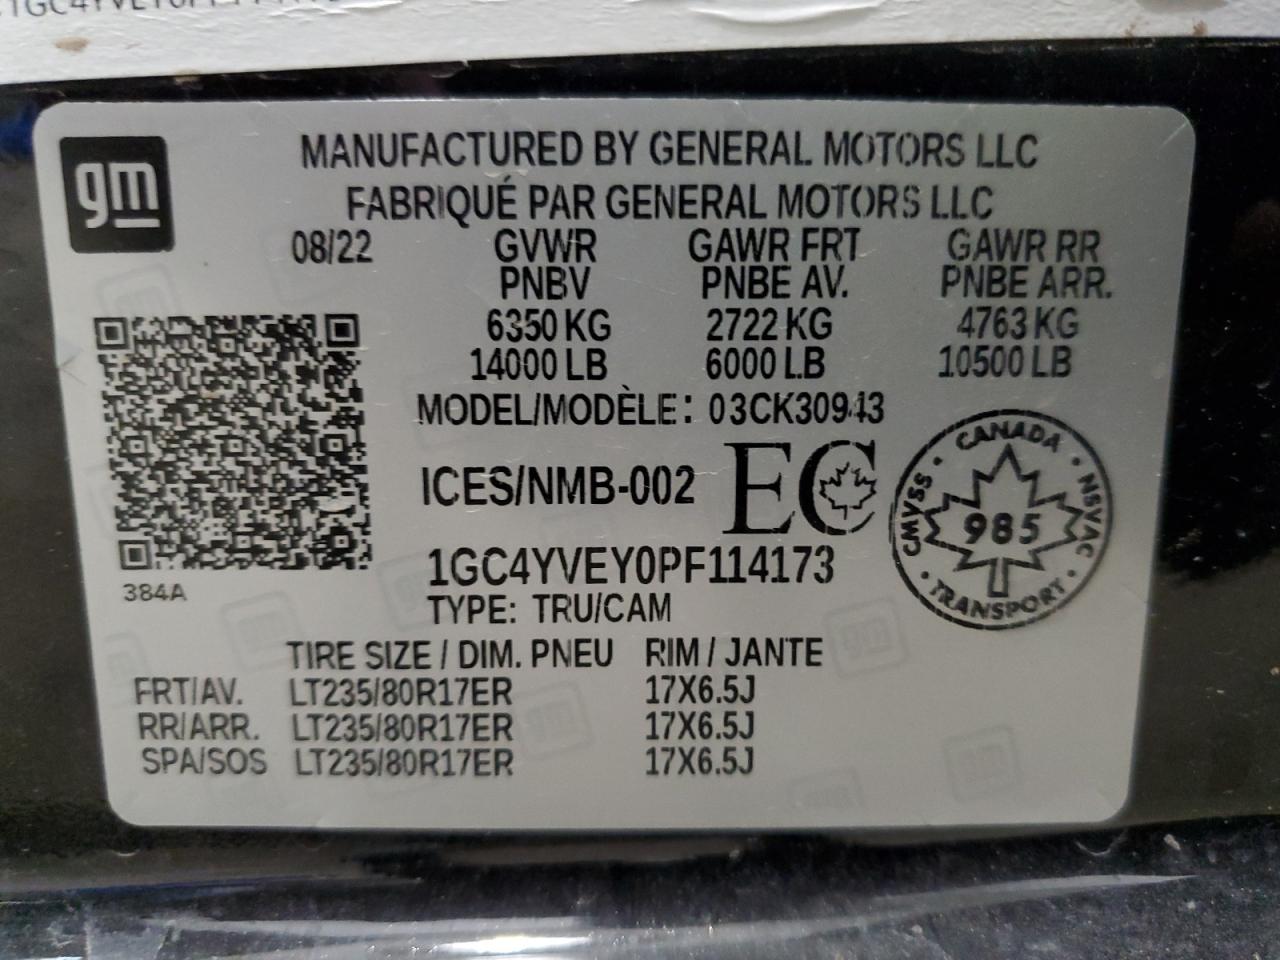 gm
MANUFACTURED BY GENERAL MOTORS LLC
FABRIQUÉ PAR GENERAL MOTORS LLC
08/22 GVWR GAWR FRT GAWR RR
PNBV PNBE AV. PNBE ARR.
6350 KG 2722 KG 4763 KG
14000 LB 6000 LB 10500 LB
MODEL/MODÈLE: 03CK30943
ICES/NMB-002 EC
CANADA
CMVSS 985 NSVAC
TRANSPORT
1GC4YVEY0PF114173
384A
TYPE: TRU/CAM
TIRE SIZE / DIM. PNEU RIM / JANTE
FRT/AV. LT235/80R17ER 17X6.5J
RR/ARR. LT235/80R17ER 17X6.5J
SPA/SOS LT235/80R17ER 17X6.5J